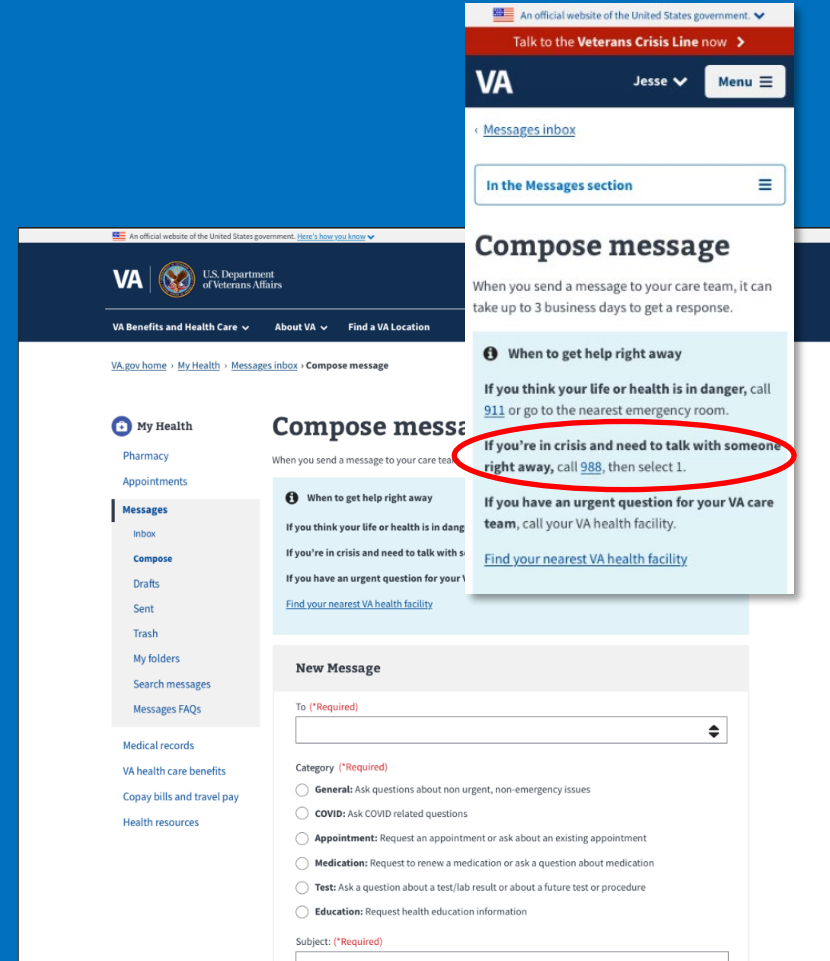 An official website of the United States government.
Talk to the Veterans Crisis Line now
VA
Jesse
Menu
‹ Messages inbox
In the Messages section
Compose message
When you send a message to your care team, it can
take up to 3 business days to get a response.
When to get help right away
If you think your life or health is in danger, call
911 or go to the nearest emergency room.
If you're in crisis and need to talk with someone
right away, call 988, then select 1.
If you have an urgent question for your VA care
team, call your VA health facility.
Find your nearest VA health facility
An official website of the United States government. Here's how you know
VA
U.S. Department
of Veterans Affairs
VA Benefits and Health Care
About VA
Find a VA Location
VA.gov home › My Health › Messages inbox › Compose message
My Health
Pharmacy
Appointments
Messages
Inbox
Compose
Drafts
Sent
Trash
My folders
Search messages
Messages FAQs
Medical records
VA health care benefits
Copay bills and travel pay
Health resources
Compose
When you send a message to your care
When to get help right away
If you think your life or health is in
If you're in crisis and need to talk with
If you have an urgent question for your
Find your nearest VA health facility
New Message
To (*Required)
Category (*Required)
General: Ask questions about non urgent, non-emergency issues
COVID: Ask COVID related questions
Appointment: Request an appointment or ask about an existing appointment
Medication: Request to renew a medication or ask a question about medication
Test: Ask a question about a test/lab result or about a future test or procedure
Education: Request health education information
Subject: (*Required)